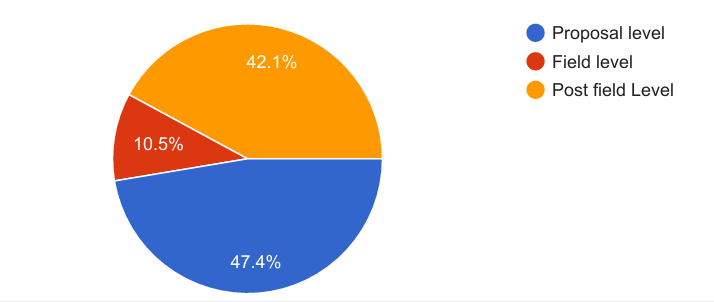 42.1%
10.5%
47.4%
Proposal level
Field level
Post field Level